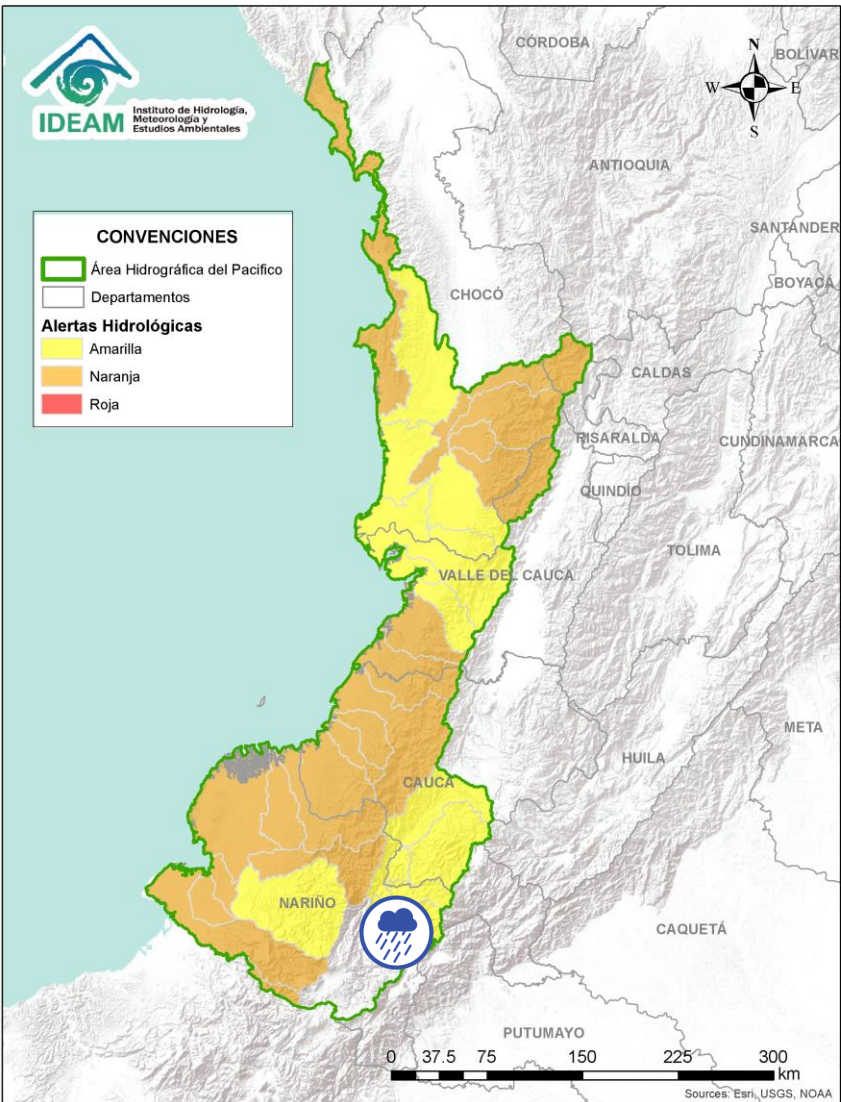 IDEAM
Instituto de Hidrología,
Meteorología y
Estudios Ambientales
CÓRDOBA
BOLIVAR
N
W
E
S
ANTIOQUIA
SANTANDER
CONVENCIONES
Área Hidrográfica del Pacifico
Departamentos
Alertas Hidrológicas
Amarilla
Naranja
Roja
BOYACÁ
CHOCÓ
CALDAS
RISARALDA
CUNDINAMARCA
QUINDÍO
TOLIMA
VALLE DEL CAUCA
META
HUILA
CAUCA
NARIÑO
CAQUETÁ
PUTUMAYO
0 37.5 75 150 225 300
km
Sources: Esri, USGS, NOAA